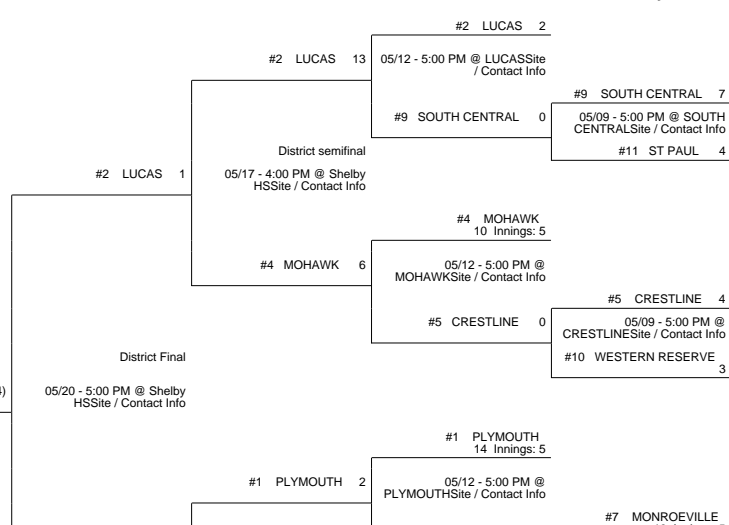 #2 LUCAS 2
#2 LUCAS 13
05/12 - 5:00 PM @ LUCASSite
/ Contact Info
#9 SOUTH CENTRAL 7
#9 SOUTH CENTRAL 0
05/09 - 5:00 PM @ SOUTH
CENTRALSite / Contact Info
District semifinal
#11 ST PAUL 4
#2 LUCAS 1
05/17 - 4:00 PM @ Shelby
HSSite / Contact Info
#4 MOHAWK
10 Innings: 5
#4 MOHAWK 6
05/12 - 5:00 PM @
MOHAWKSite / Contact Info
#5 CRESTLINE 4
#5 CRESTLINE 0
05/09 - 5:00 PM @
CRESTLINESite / Contact Info
District Final
#10 WESTERN RESERVE
3
05/20 - 5:00 PM @ Shelby
HSSite / Contact Info
#1 PLYMOUTH
14 Innings: 5
#1 PLYMOUTH 2
05/12 - 5:00 PM @
PLYMOUTHSite / Contact Info
#7 MONROEVILLE